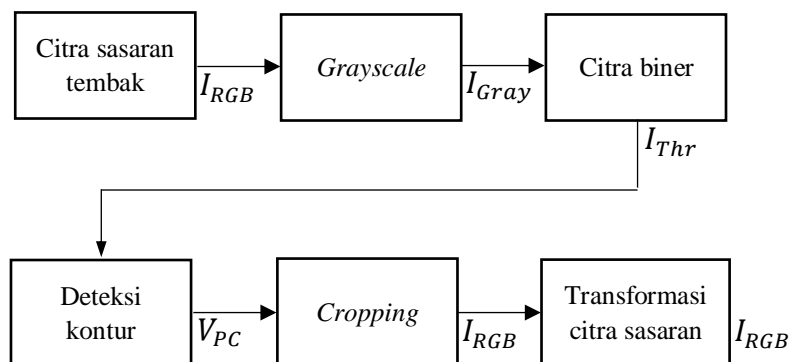 Citra sasaran
tembak
I_RGB
Grayscale
I_Gray
Citra biner
I_Thr
Deteksi
kontur
V_PC
Cropping
I_RGB
Transformasi
citra sasaran
I_RGB